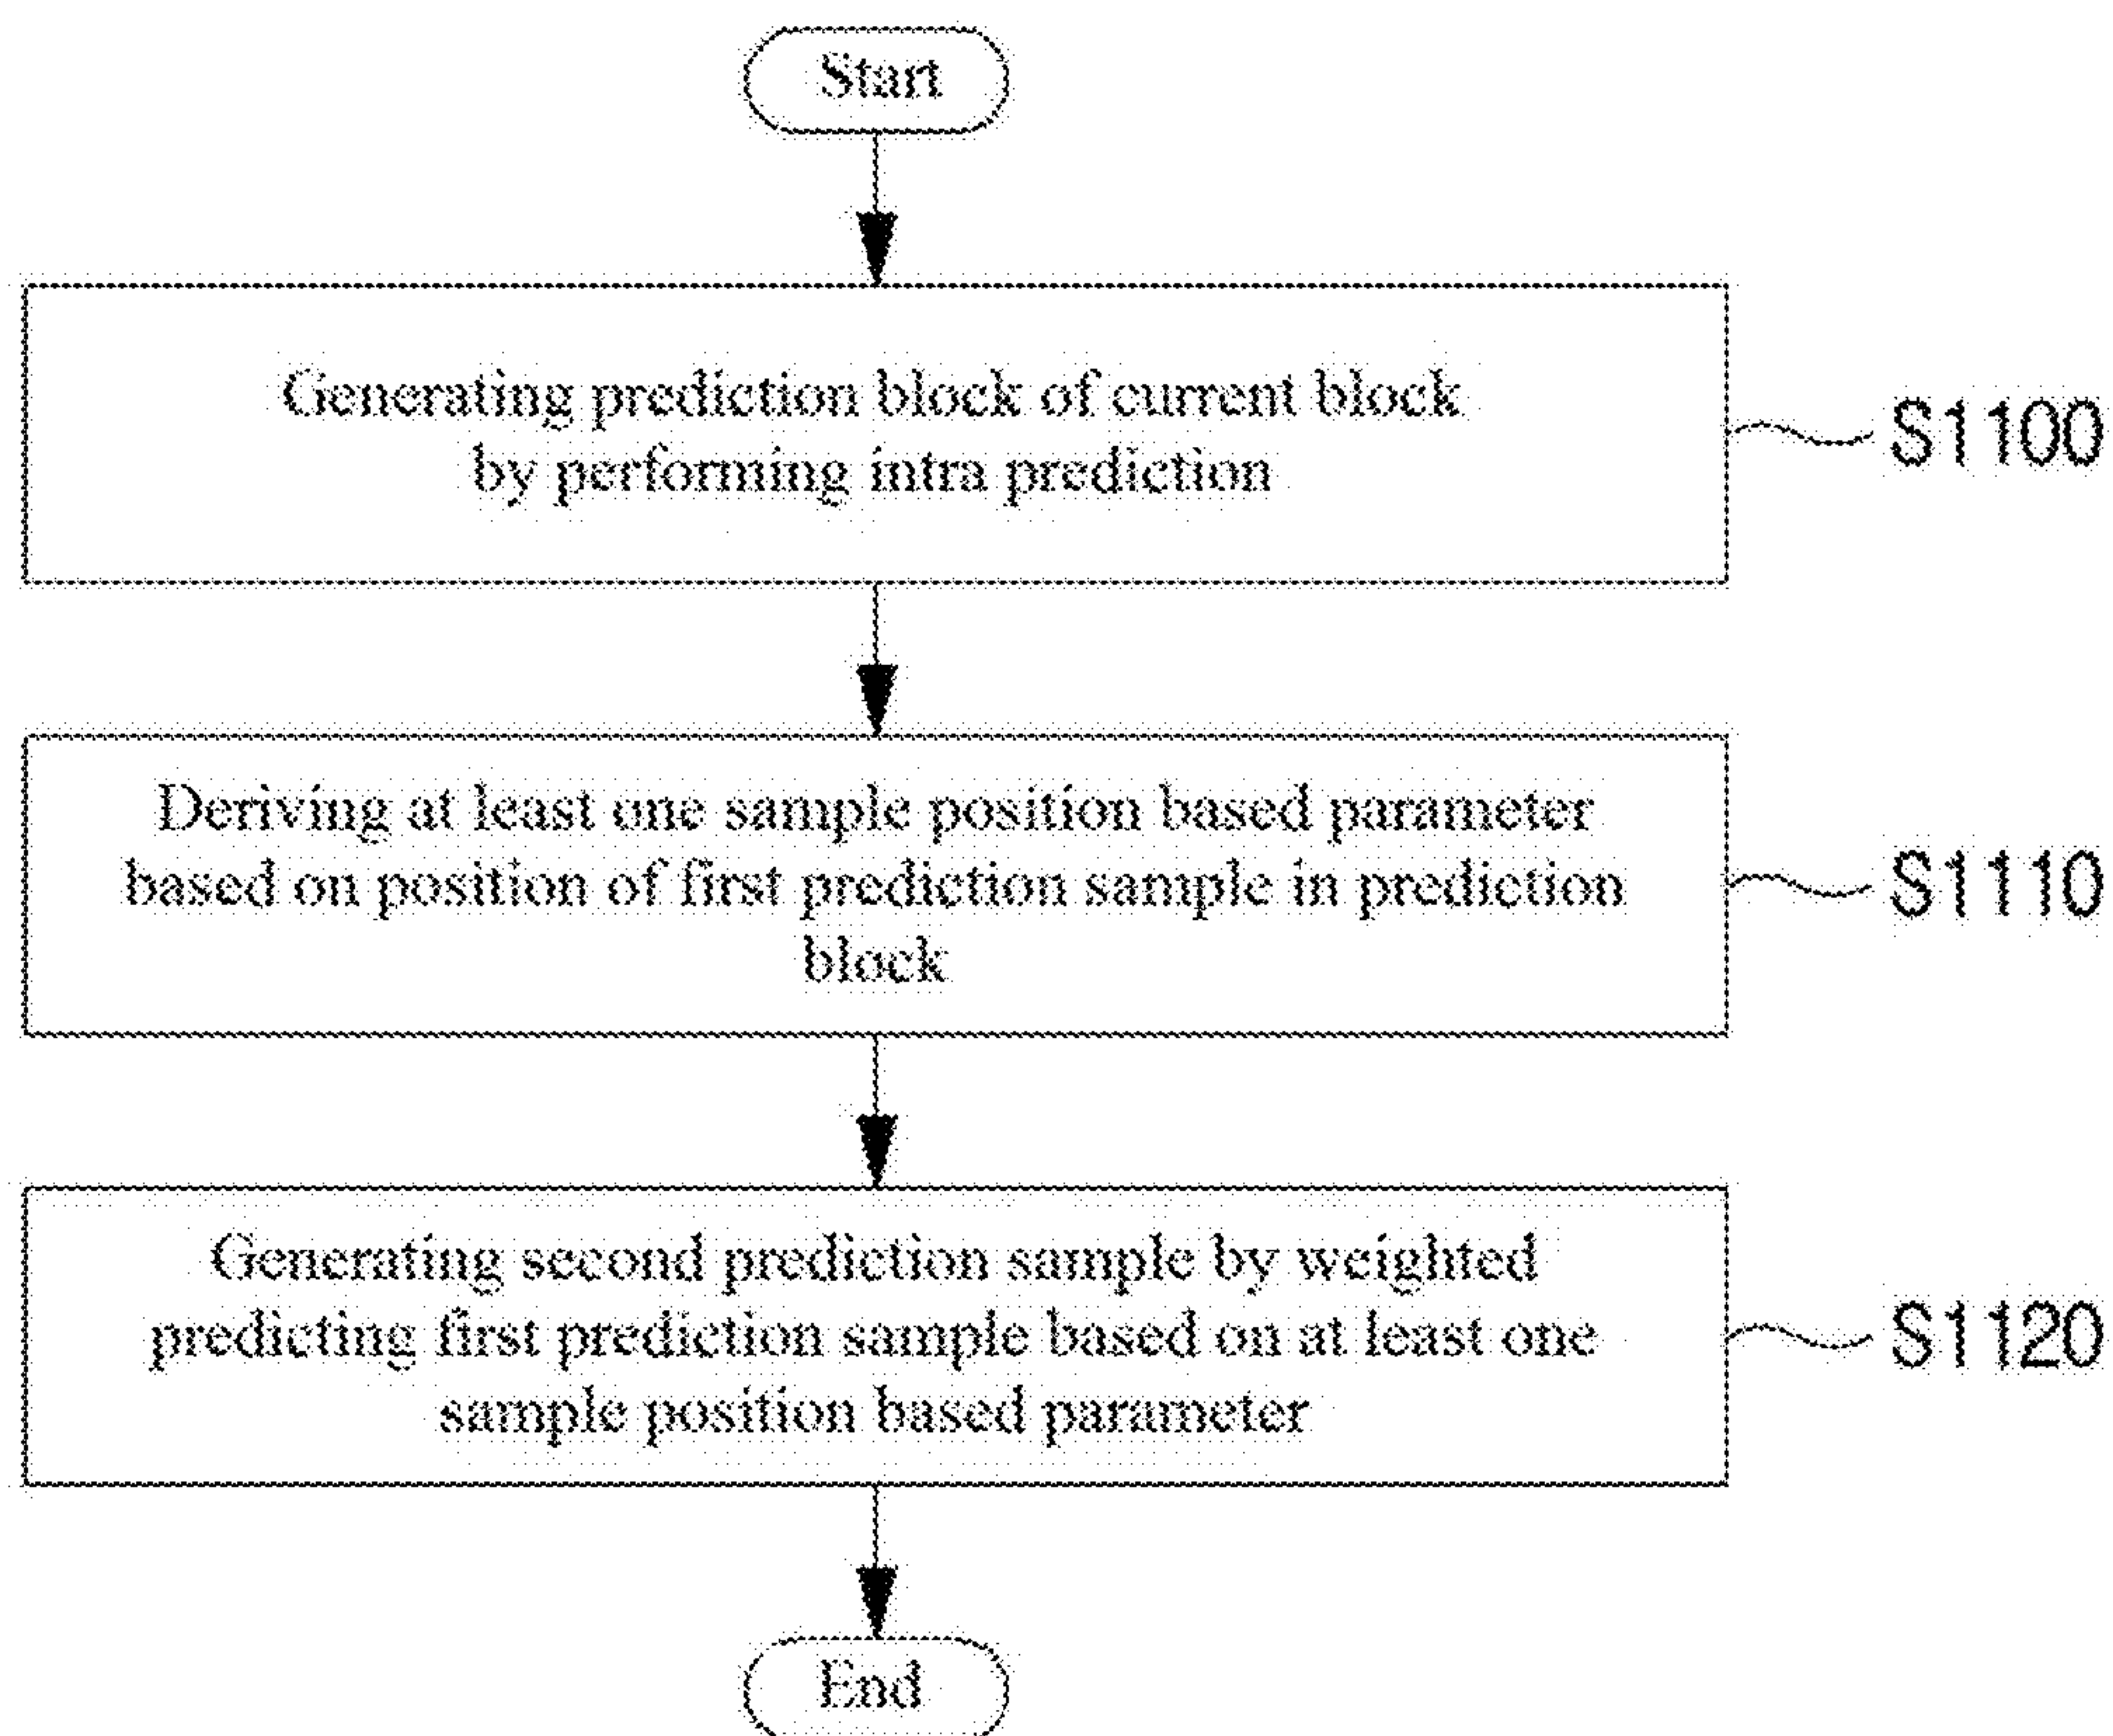 Start
Generating prediction block of current block
by performing intra prediction
S1100
Deriving at least one sample position based parameter
based on position of first prediction sample in prediction
block
S1110
Generating second prediction sample by weighted
predicting first prediction sample based on at least one
sample position based parameter
S1120
End